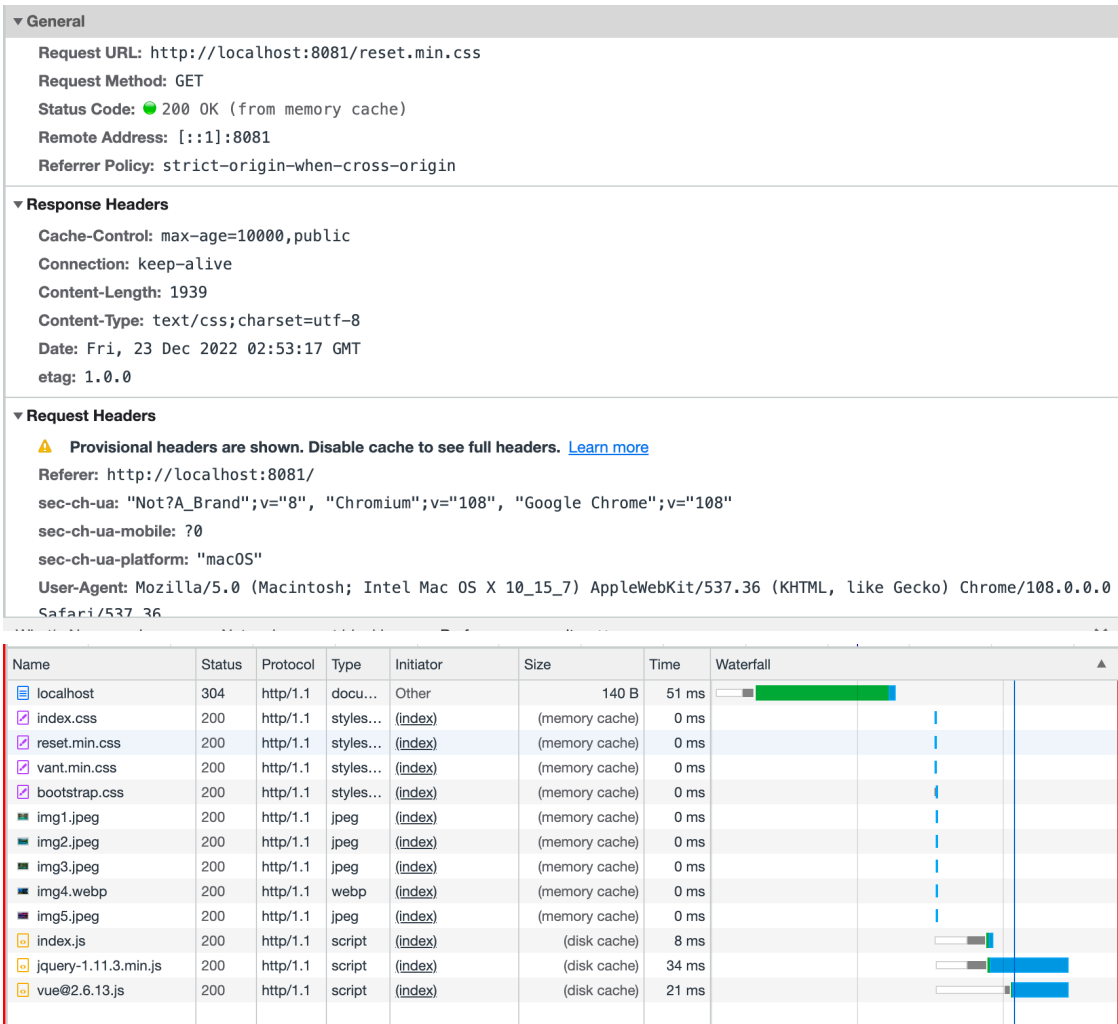 General
Request URL: http://localhost:8081/reset.min.css
Request Method: GET
Status Code: 200 OK (from memory cache)
Remote Address: [::1]:8081
Referrer Policy: strict-origin-when-cross-origin
Response Headers
Cache-Control: max-age=10000,public
Connection: keep-alive
Content-Length: 1939
Content-Type: text/css;charset=utf-8
Date: Fri, 23 Dec 2022 02:53:17 GMT
etag: 1.0.0
Request Headers
Provisional headers are shown. Disable cache to see full headers. Learn more
Referer: http://localhost:8081/
sec-ch-ua: "Not?A_Brand";v="8", "Chromium";v="108", "Google Chrome";v="108"
sec-ch-ua-mobile: ?0
sec-ch-ua-platform: "macOS"
User-Agent: Mozilla/5.0 (Macintosh; Intel Mac OS X 10_15_7) AppleWebKit/537.36 (KHTML, like Gecko) Chrome/108.0.0.0
Safari/537.36
Name Status Protocol Type Initiator Size Time Waterfall
localhost 304 http/1.1 docu... Other 140 B 51 ms
index.css 200 http/1.1 styles... (index) (memory cache) 0 ms
reset.min.css 200 http/1.1 styles... (index) (memory cache) 0 ms
vant.min.css 200 http/1.1 styles... (index) (memory cache) 0 ms
bootstrap.css 200 http/1.1 styles... (index) (memory cache) 0 ms
img1.jpeg 200 http/1.1 jpeg (index) (memory cache) 0 ms
img2.jpeg 200 http/1.1 jpeg (index) (memory cache) 0 ms
img3.jpeg 200 http/1.1 jpeg (index) (memory cache) 0 ms
img4.webp 200 http/1.1 webp (index) (memory cache) 0 ms
img5.jpeg 200 http/1.1 jpeg (index) (memory cache) 0 ms
index.js 200 http/1.1 script (index) (disk cache) 8 ms
jquery-1.11.3.min.js 200 http/1.1 script (index) (disk cache) 34 ms
vue@2.6.13.js 200 http/1.1 script (index) (disk cache) 21 ms